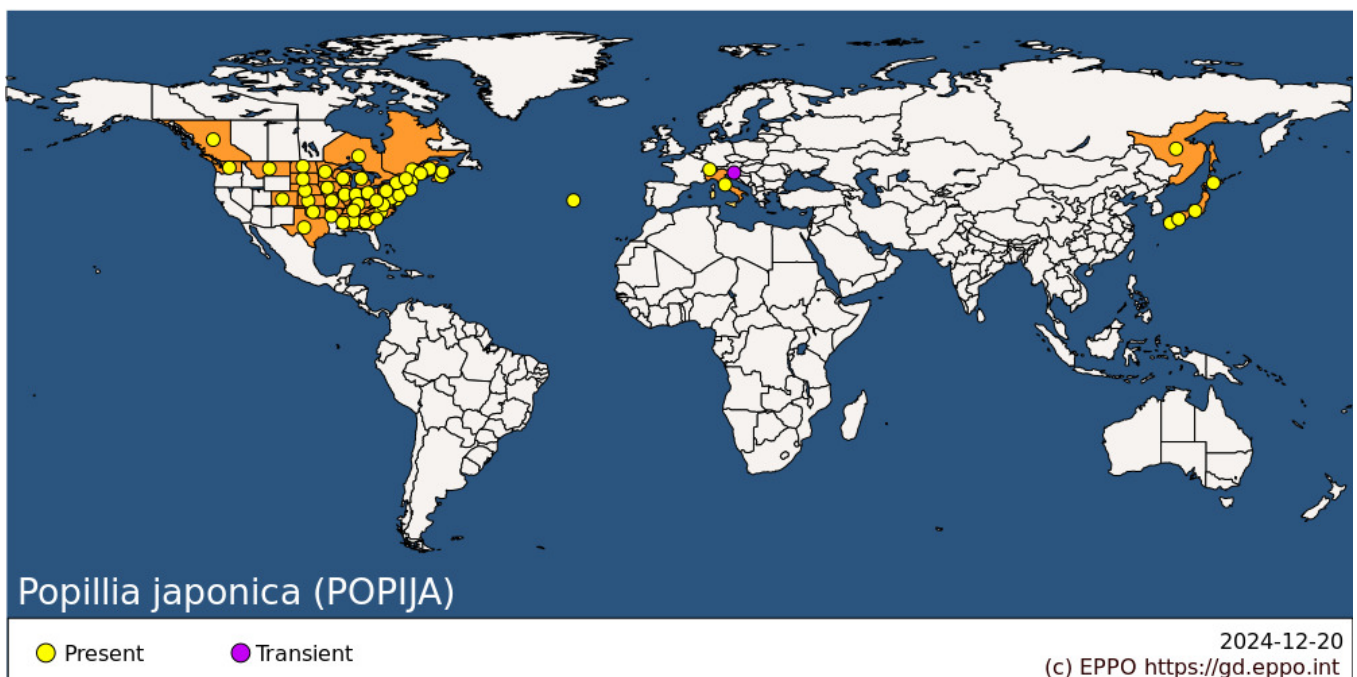 Popillia japonica (POPIJA)
Present
Transient
2024-12-20
(c) EPPO https://gd.eppo.int